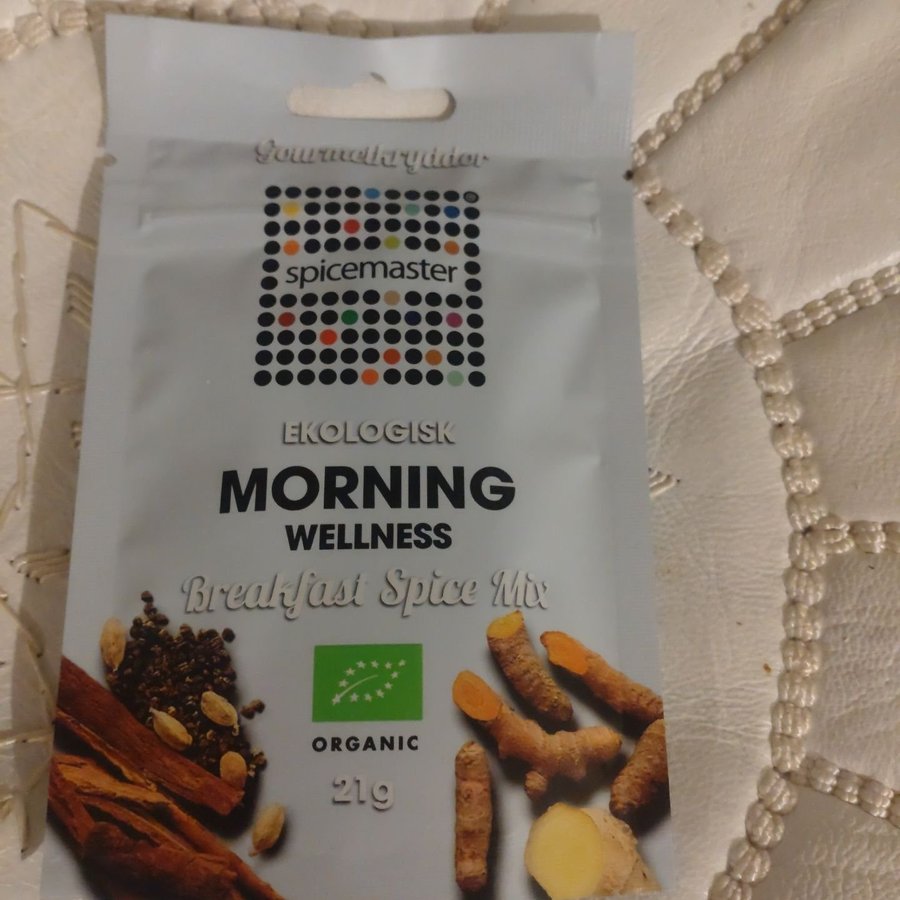 Gourmetkryddor
spicemaster
EKOLOGISK
MORNING
WELLNESS
Breakfast Spice Mix
ORGANIC
21g